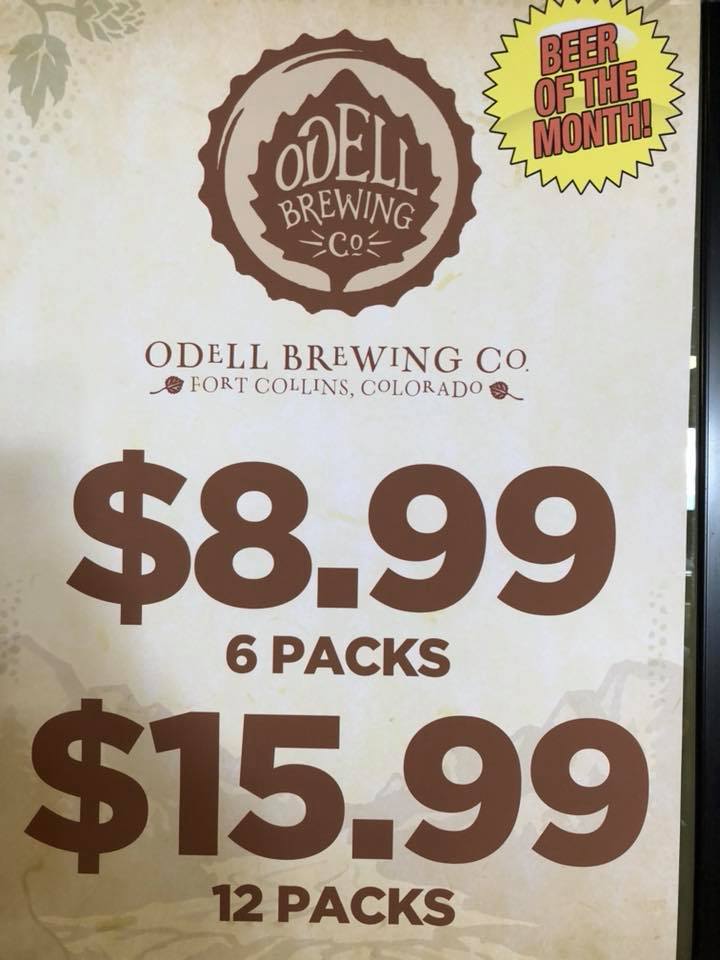 BEER
OF THE
MONTH!
ODELL
BREWING
CO
ODELL BREWING CO.
FORT COLLINS, COLORADO
$8.99
6 PACKS
$15.99
12 PACKS